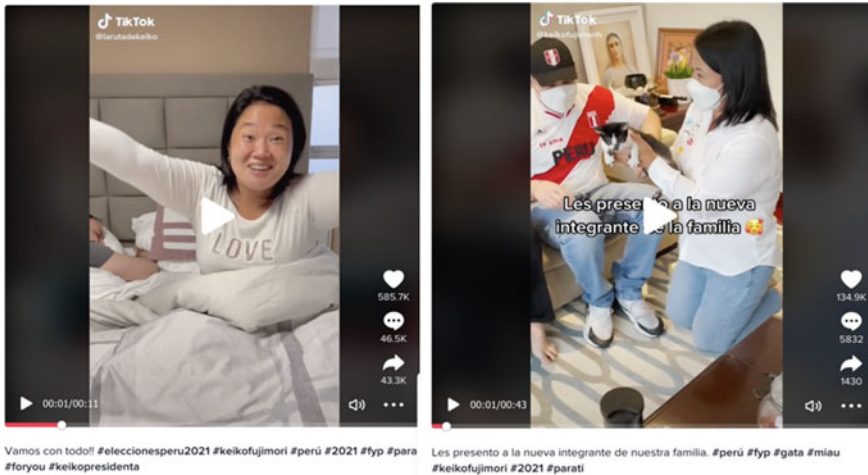 TikTok
@larutadekeiko
LOVE
585.7K
46.5K
43.3K
00:01/00:11
Vamos con todo!! #eleccionesperu2021 #keikofujimori #perú #2021 #fyp #para
#foryou #keikopresidenta
TikTok
@keikofujimorih
PERU
Les presento a la nueva
integrante de la familia 🥰
134.9K
5832
1430
00:01/00:43
Les presento a la nueva integrante de nuestra familia. #perú #fyp #gata #miau
#keikofujimori #2021 #parati